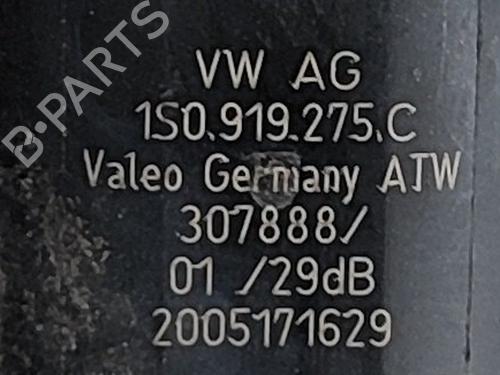 B-PARTS
VW AG
1S0.919.275.C
Valeo Germany ATW
307888/
01 /29dB
2005171629